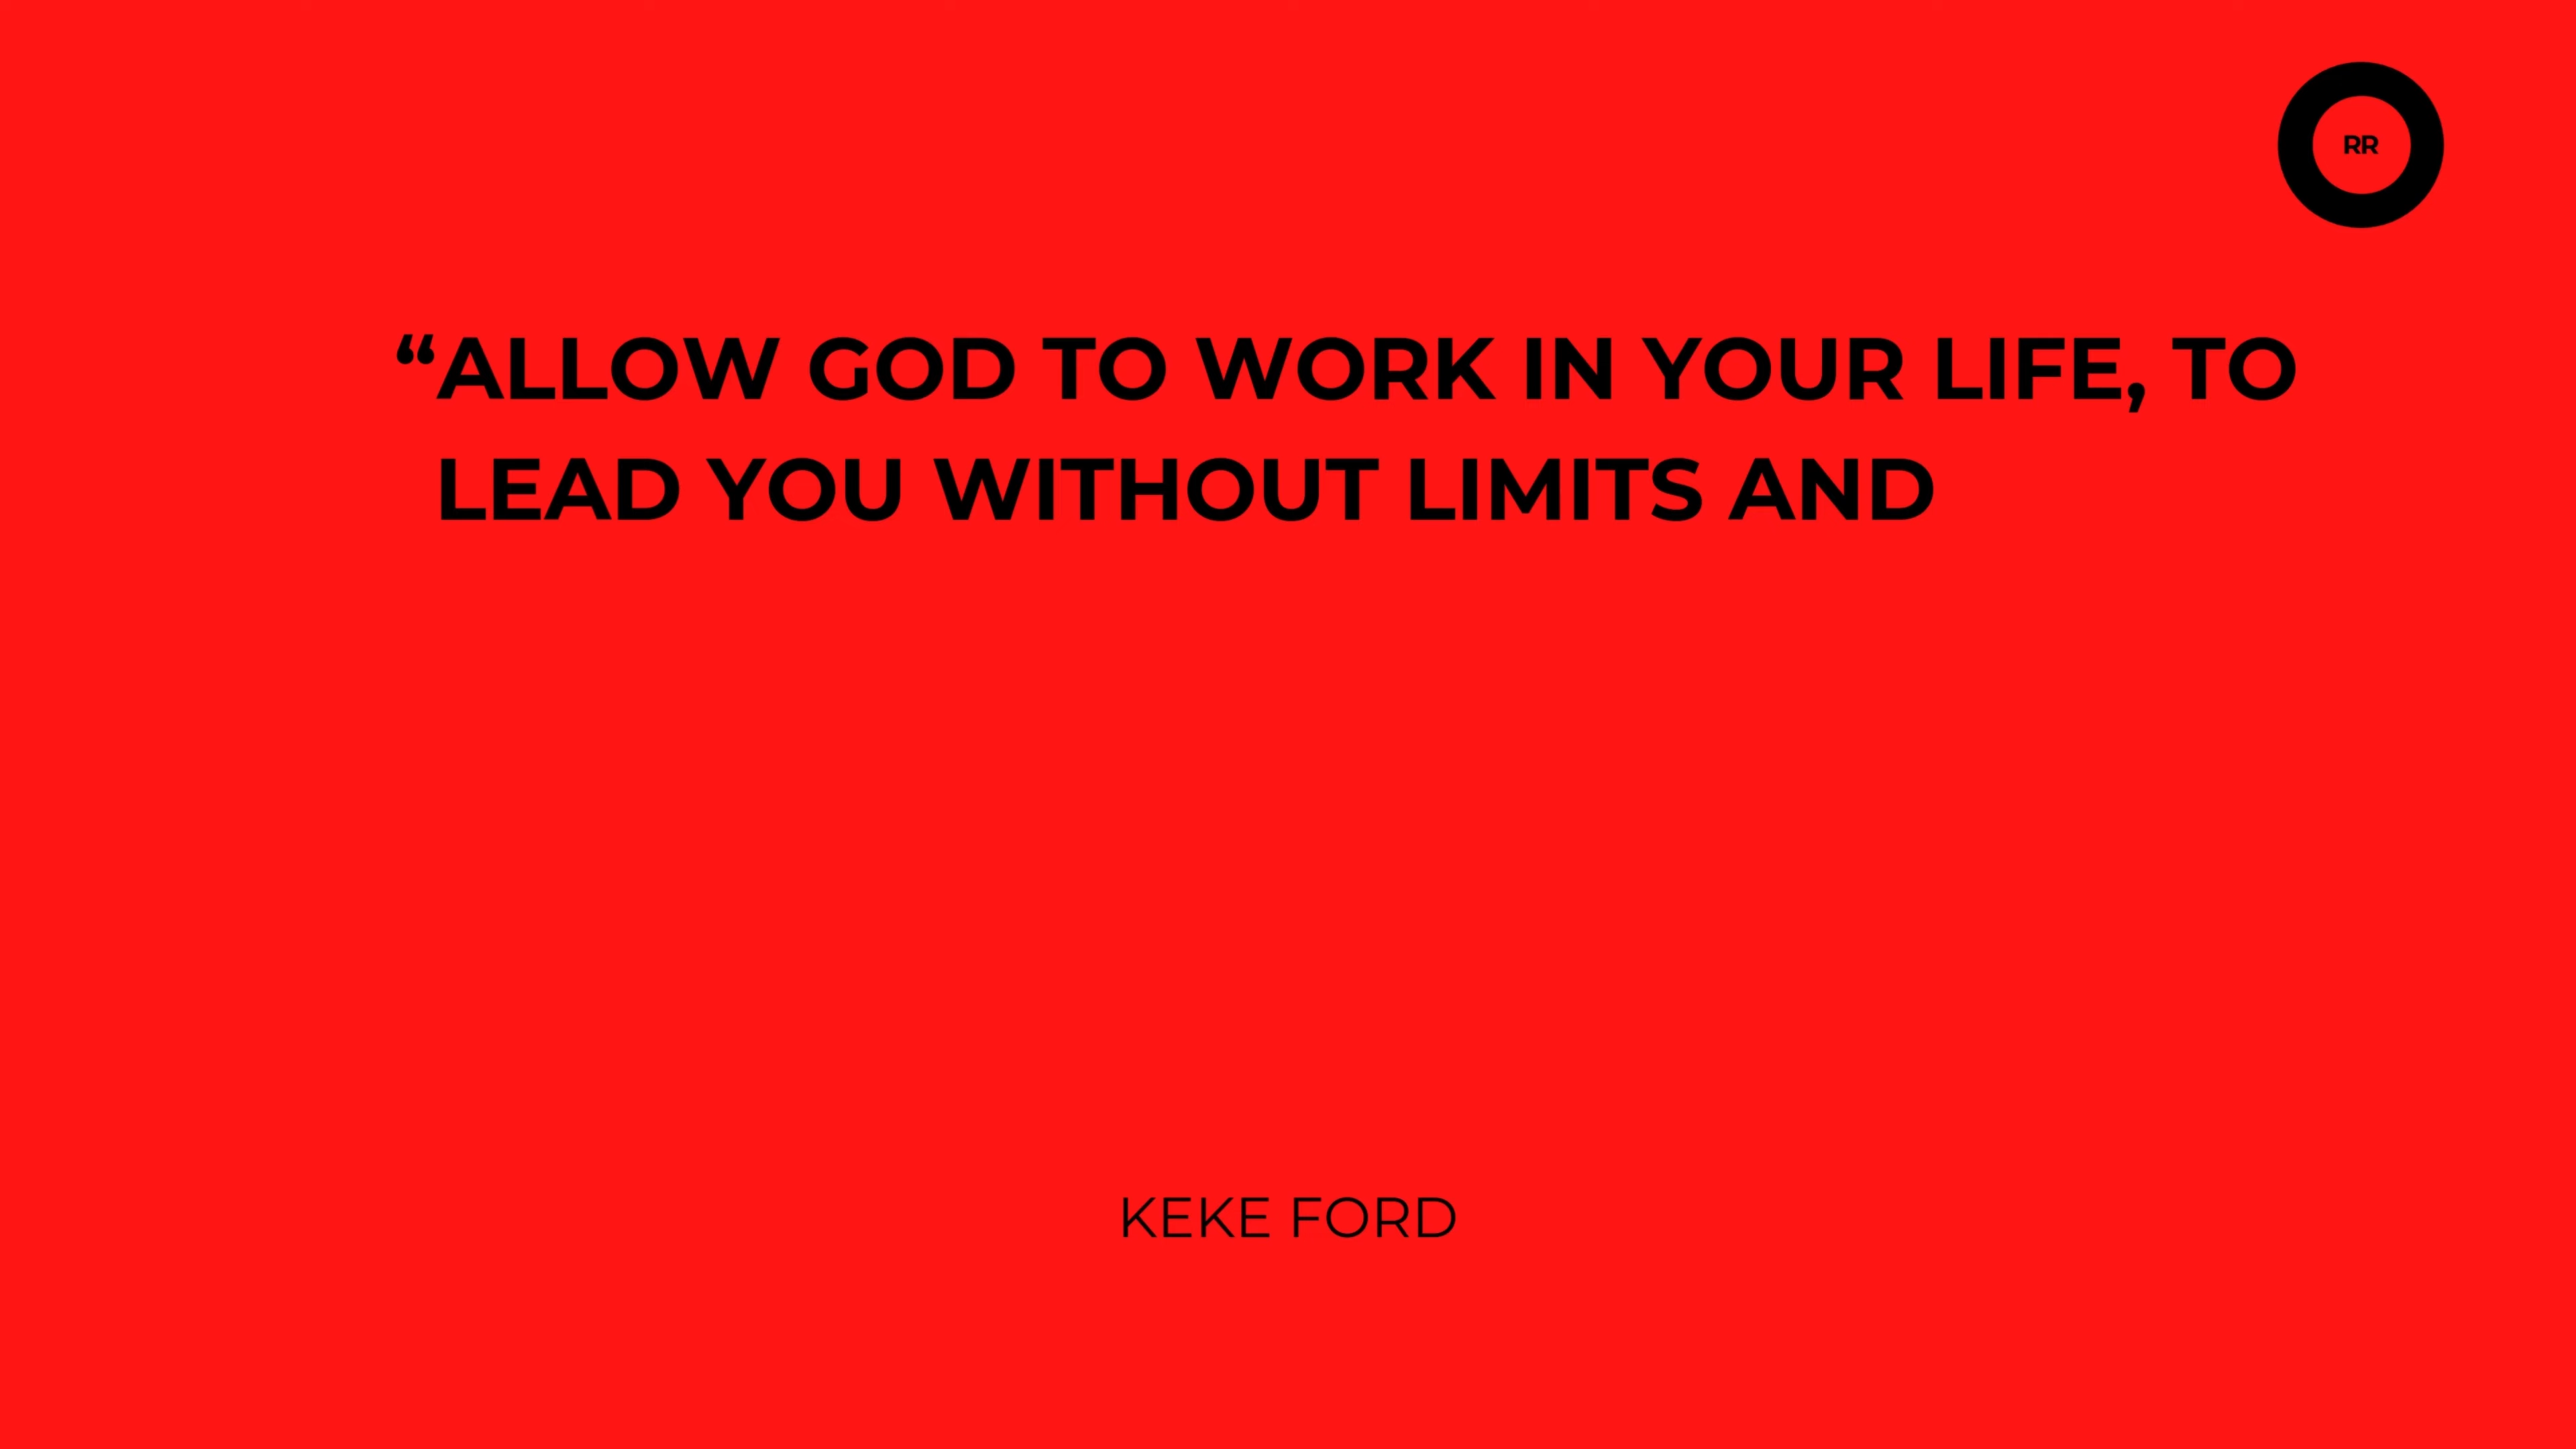 RR
“ALLOW GOD TO WORK IN YOUR LIFE, TO
LEAD YOU WITHOUT LIMITS AND
KEKE FORD